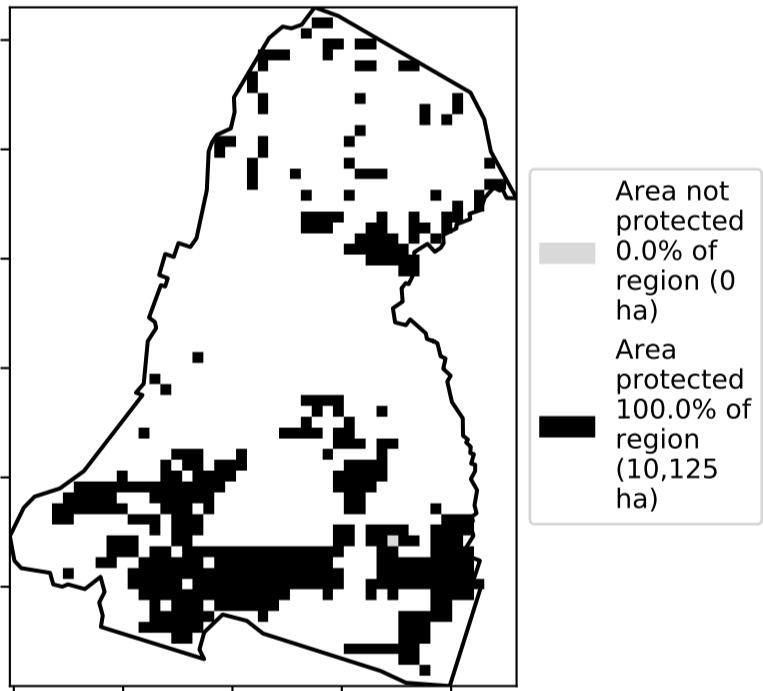 Area not
protected
0.0% of
region (0
ha)
Area
protected
100.0% of
region
(10,125
ha)